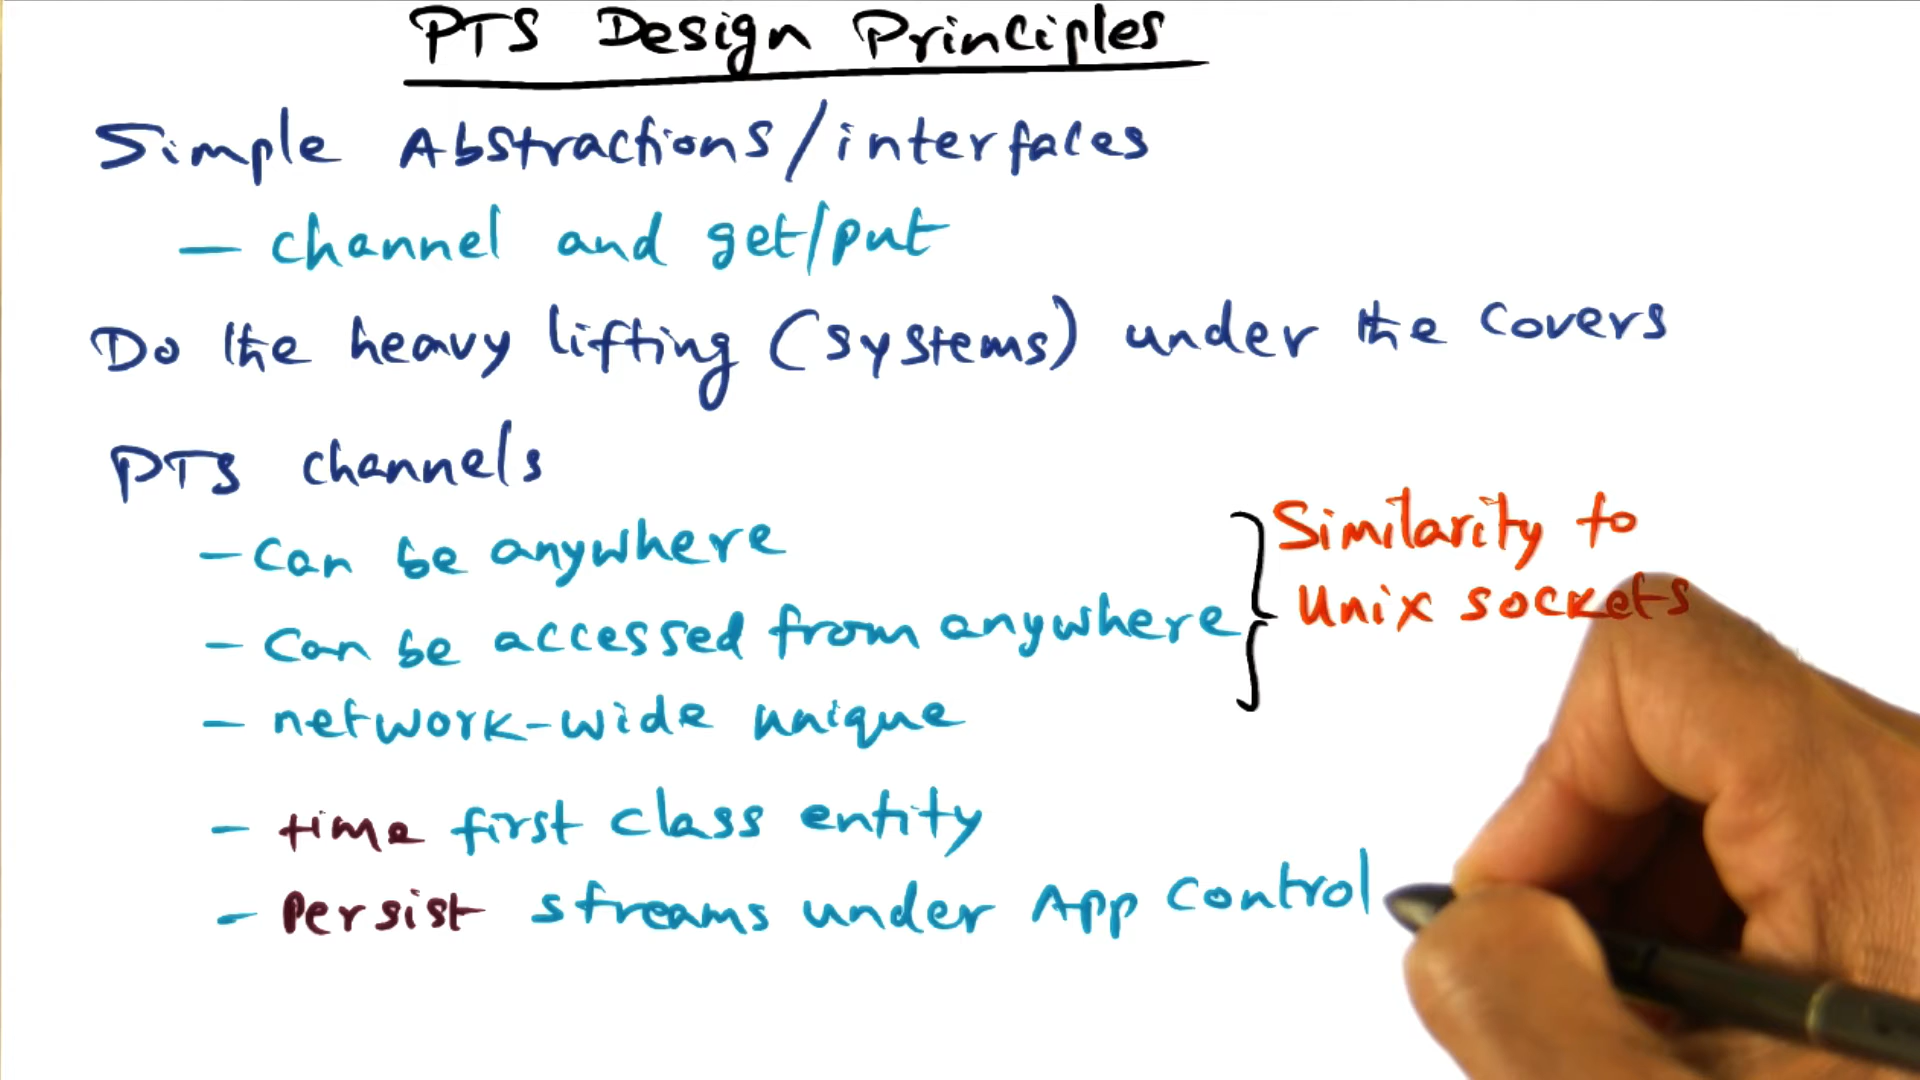 PTS Design Principles
Simple Abstractions/interfaces
- channel and get/put
Do the heavy lifting (systems) under the covers
PTS channels
- Can be anywhere
- Can be accessed from anywhere
- network-wide unique
Similarity to
Unix sockets
- time first class entity
- Persist streams under App Control